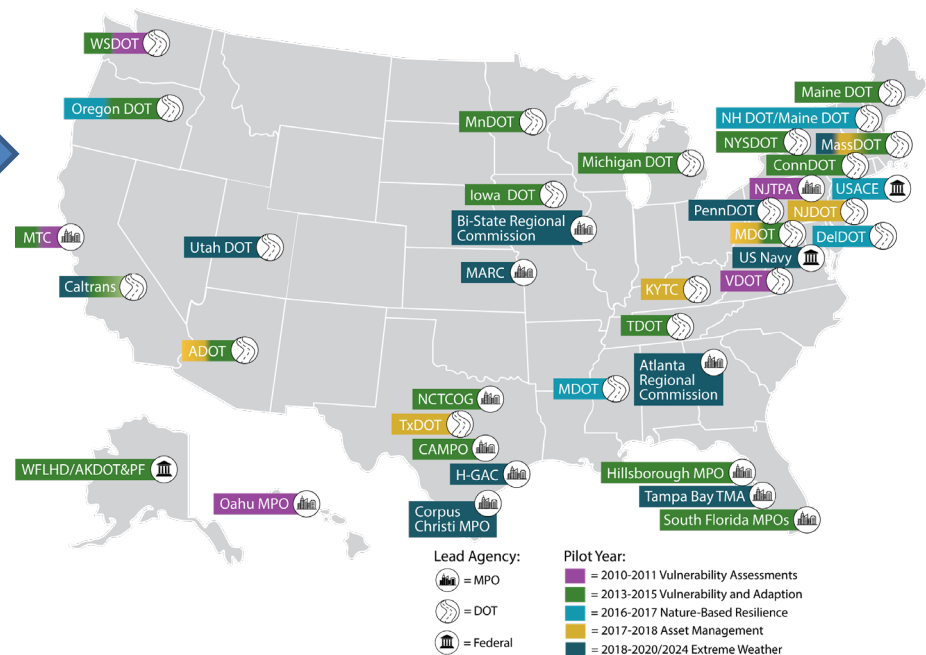 WSDOT
Oregon DOT
MTC
Caltrans
Utah DOT
ADOT
MnDOT
Iowa DOT
Bi-State Regional
Commission
MARC
Michigan DOT
Maine DOT
NH DOT/Maine DOT
NYSDOT
MassDOT
ConnDOT
NJTPA
USACE
PennDOT
NJDOT
MDOT
DelDOT
US Navy
VDOT
KYTC
TDOT
MDOT
Atlanta
Regional
Commission
NCTCOG
TxDOT
CAMPO
H-GAC
Corpus
Christi MPO
Hillsborough MPO
Tampa Bay TMA
South Florida MPOs
WFLHD/AKDOT&PF
Oahu MPO
Lead Agency:
= MPO
= DOT
= Federal
Pilot Year:
= 2010-2011 Vulnerability Assessments
= 2013-2015 Vulnerability and Adaption
= 2016-2017 Nature-Based Resilience
= 2017-2018 Asset Management
= 2018-2020/2024 Extreme Weather